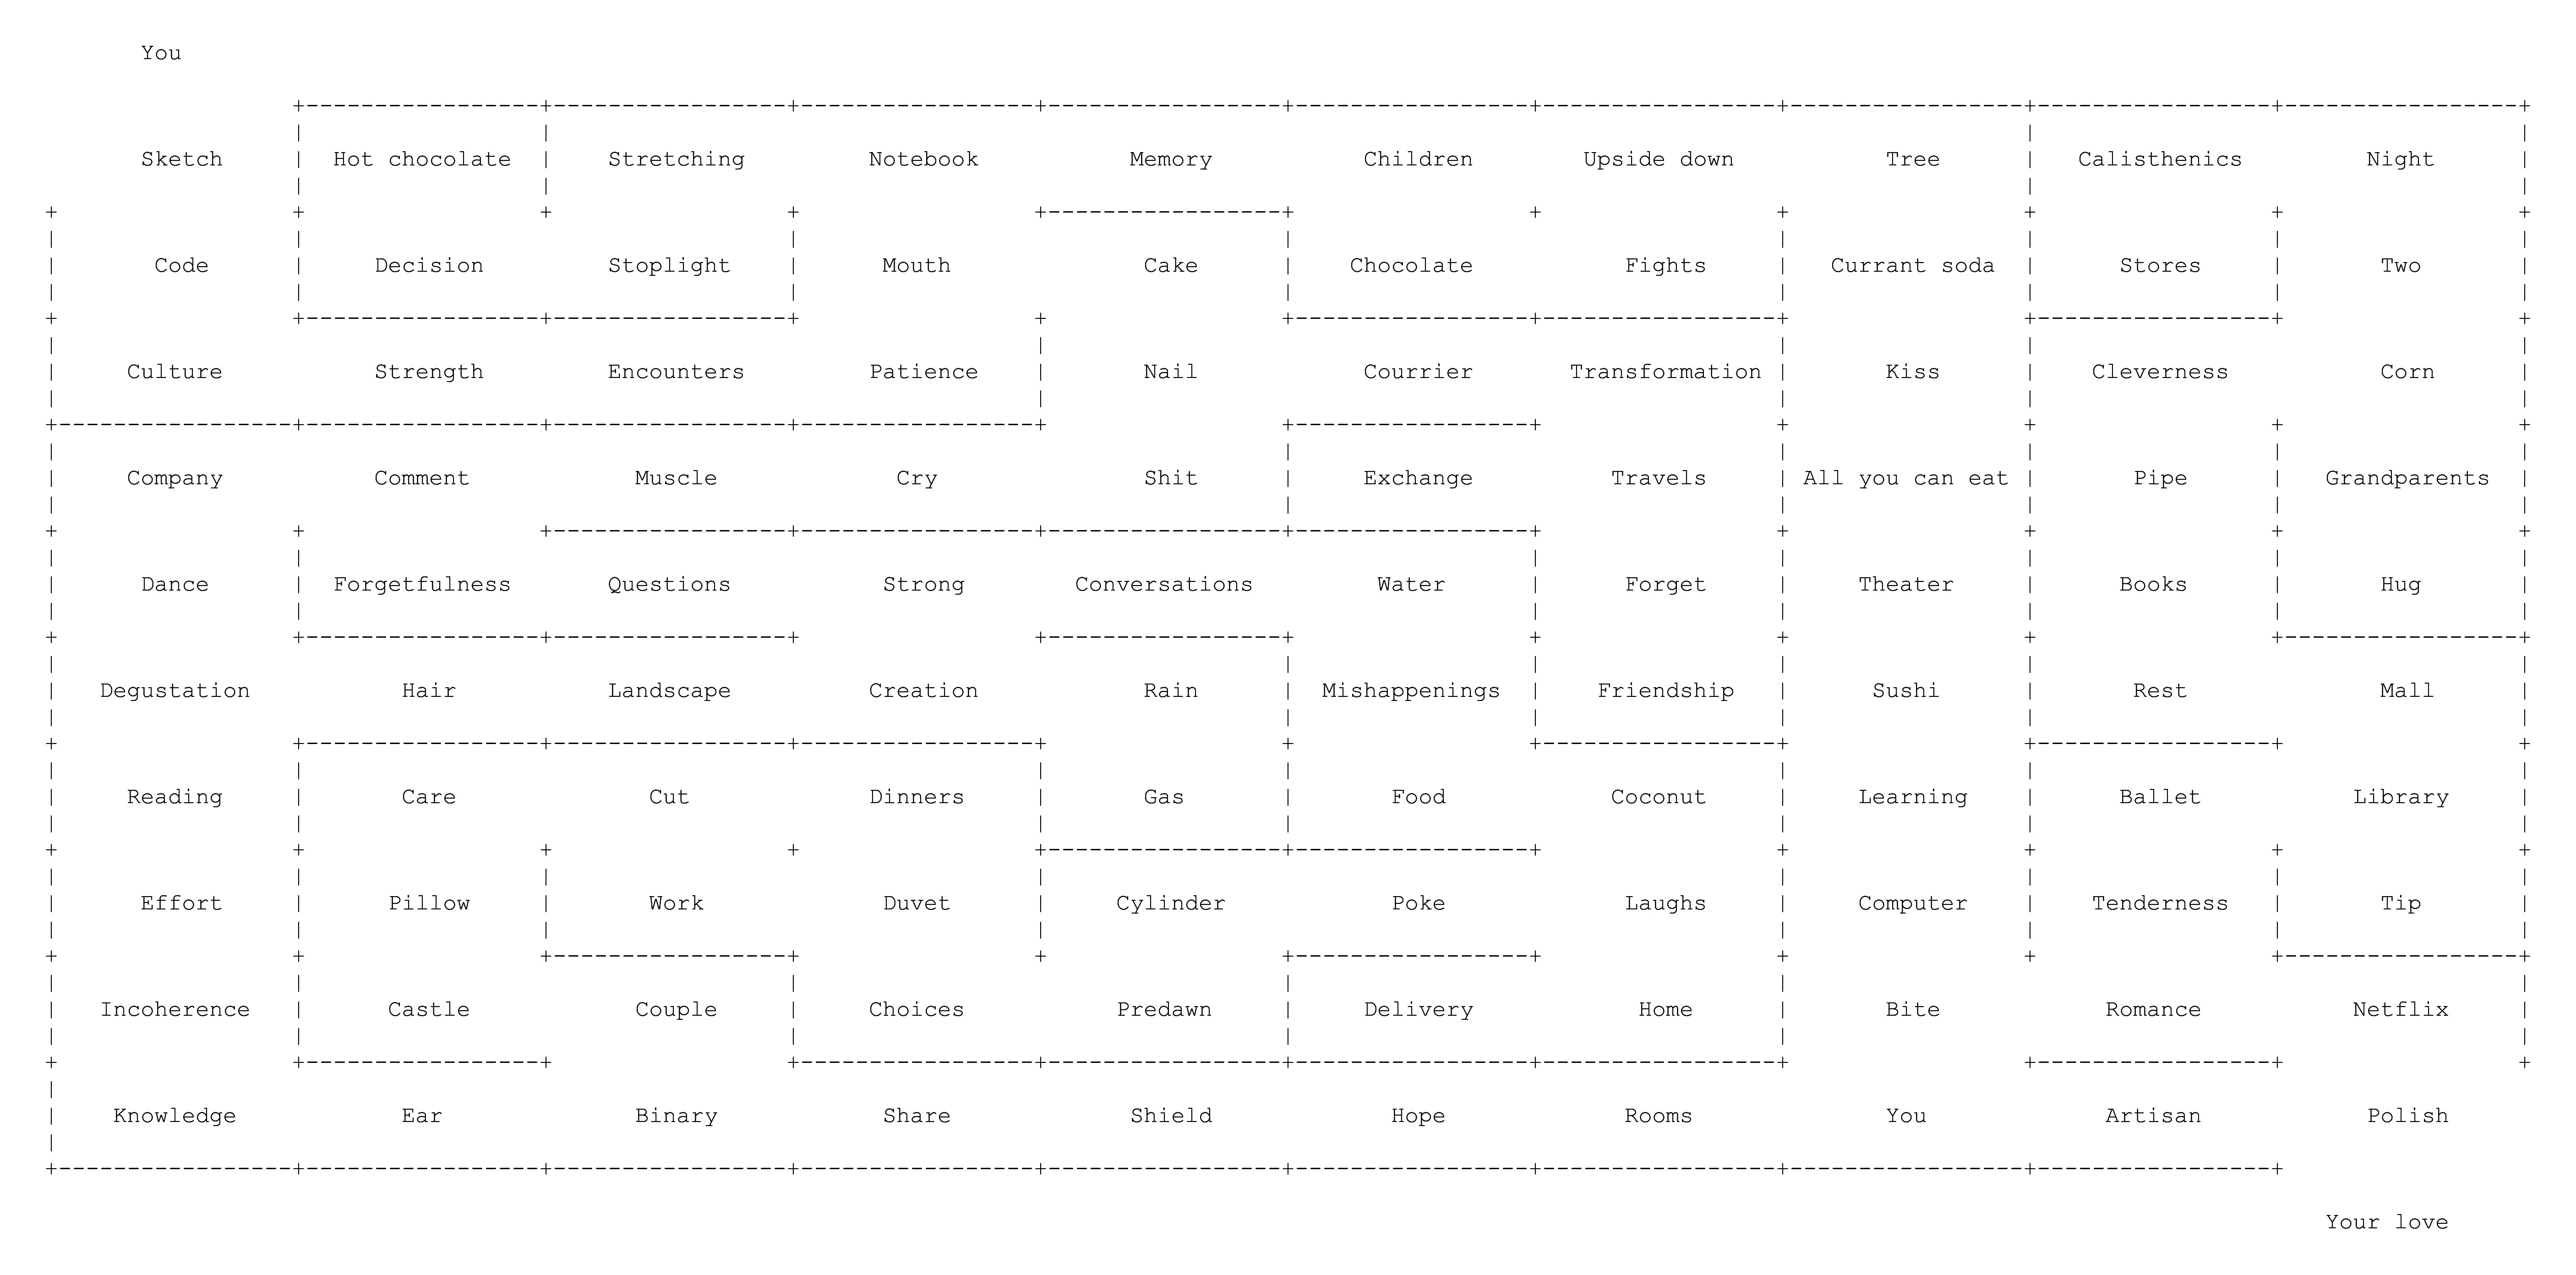 You
Sketch Hot chocolate Stretching Notebook Memory Children Upside down Tree Calisthenics Night
Code Decision Stoplight Mouth Cake Chocolate Fights Currant soda Stores Two
Culture Strength Encounters Patience Nail Courrier Transformation Kiss Cleverness Corn
Company Comment Muscle Cry Shit Exchange Travels All you can eat Pipe Grandparents
Dance Forgetfulness Questions Strong Conversations Water Forget Theater Books Hug
Degustation Hair Landscape Creation Rain Mishappenings Friendship Sushi Rest Mall
Reading Care Cut Dinners Gas Food Coconut Learning Ballet Library
Effort Pillow Work Duvet Cylinder Poke Laughs Computer Tenderness Tip
Incoherence Castle Couple Choices Predawn Delivery Home Bite Romance Netflix
Knowledge Ear Binary Share Shield Hope Rooms You Artisan Polish
Your love